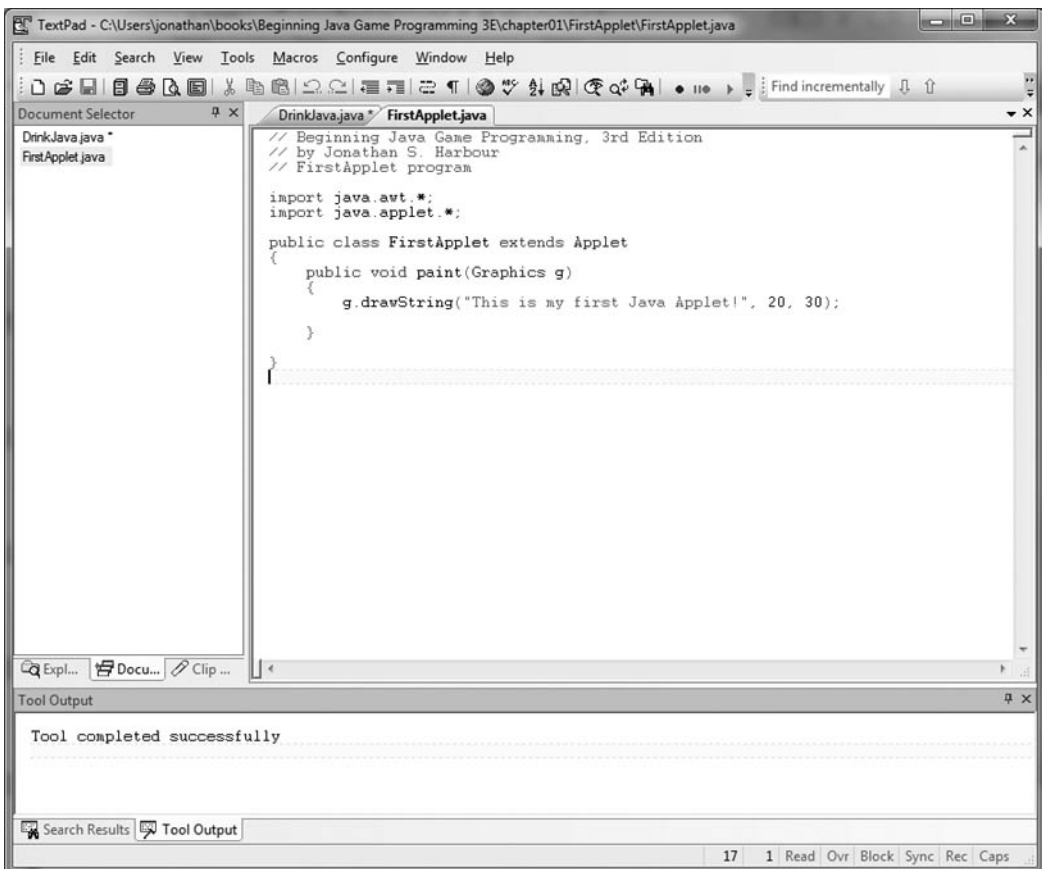 TextPad - C:\Users\jonathan\books\Beginning Java Game Programming 3E\chapter01\FirstApplet\FirstApplet.java
File Edit Search View Tools Macros Configure Window Help
Find incrementally
Document Selector
DrinkJava.java *
FirstApplet.java
DrinkJava.java * FirstApplet.java
// Beginning Java Game Programming, 3rd Edition
// by Jonathan S. Harbour
// FirstApplet program
import java.awt.*;
import java.applet.*;
public class FirstApplet extends Applet
{
public void paint(Graphics g)
{
g.drawString("This is my first Java Applet!", 20, 30);
}
}
Expl... Docu... Clip ...
Tool Output
Tool completed successfully
Search Results Tool Output
17 1 Read Ovr Block Sync Rec Caps